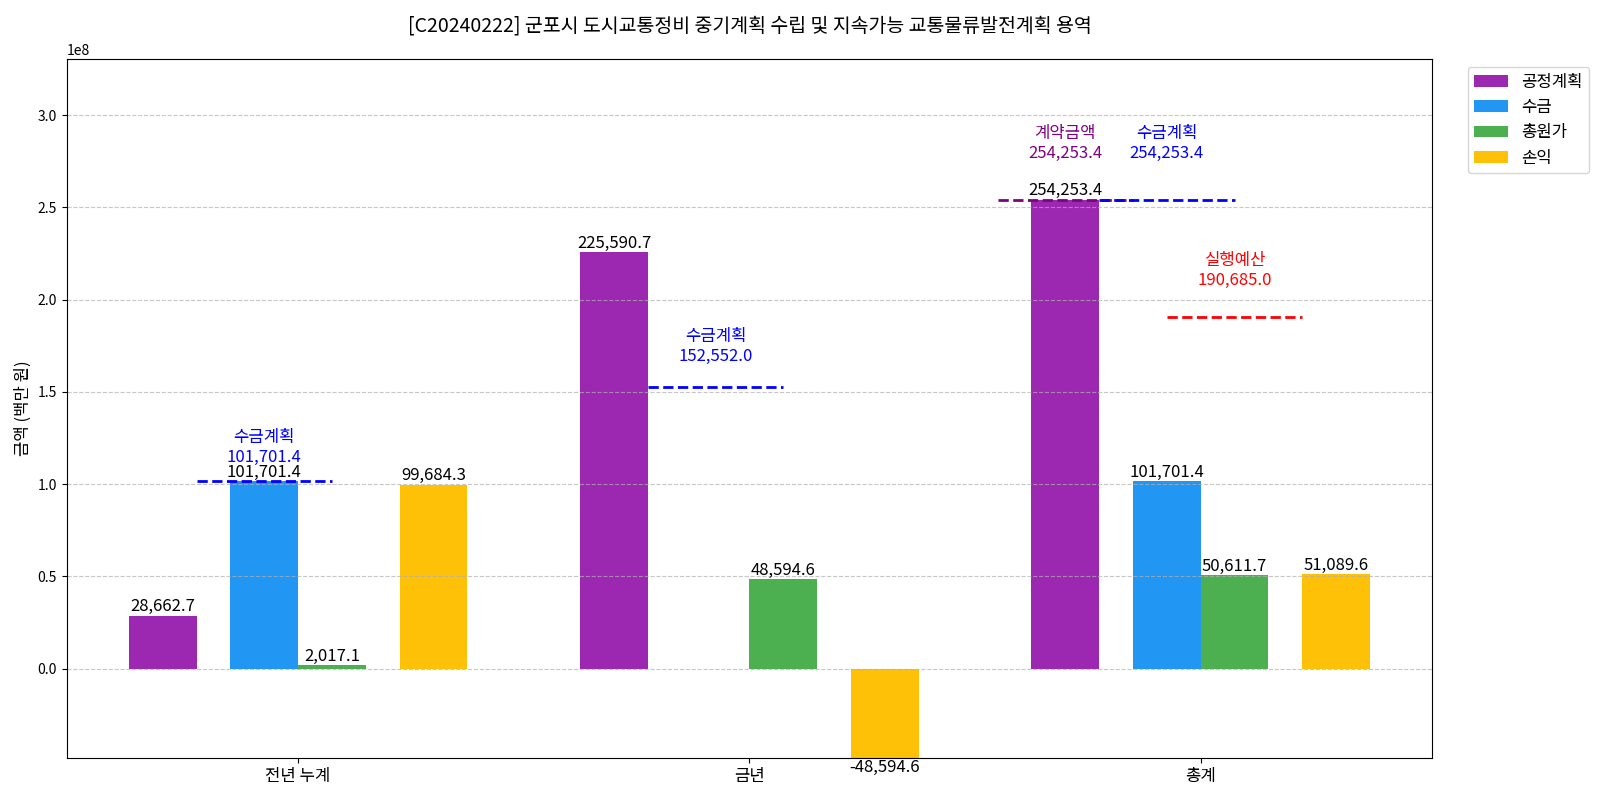 [C20240222] 군포시 도시교통정비 중기계획 수립 및 지속가능 교통물류발전계획 용역
1e8
3.0
2.5
2.0
1.5
1.0
0.5
0.0
금액 (백만 원)
공정계획
수금
총원가
손익
계약금액
254,253.4
수금계획
254,253.4
254,253.4
225,590.7
실행예산
190,685.0
수금계획
152,552.0
수금계획
101,701.4
101,701.4
99,684.3
101,701.4
28,662.7
2,017.1
48,594.6
50,611.7
51,089.6
-48,594.6
전년 누계
금년
총계